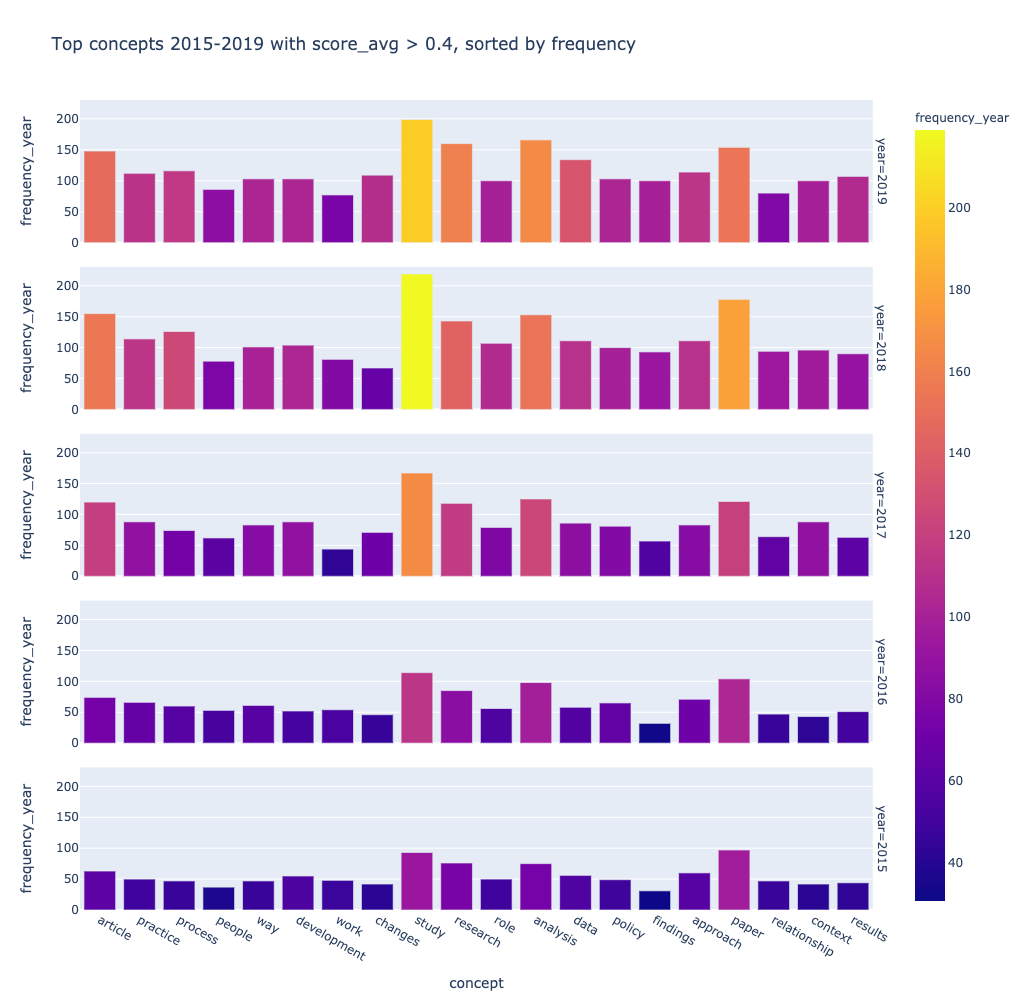 Top concepts 2015-2019 with score_avg > 0.4, sorted by frequency
frequency_year
200
150
100
50
0
year=2019
frequency_year
200
150
100
50
0
year=2018
frequency_year
200
150
100
50
0
year=2017
frequency_year
200
150
100
50
0
year=2016
frequency_year
200
150
100
50
0
year=2015
article
practice
process
people
way
development
work
changes
study
research
role
analysis
data
policy
findings
approach
paper
relationship
context
results
concept
frequency_year
200
180
160
140
120
100
80
60
40